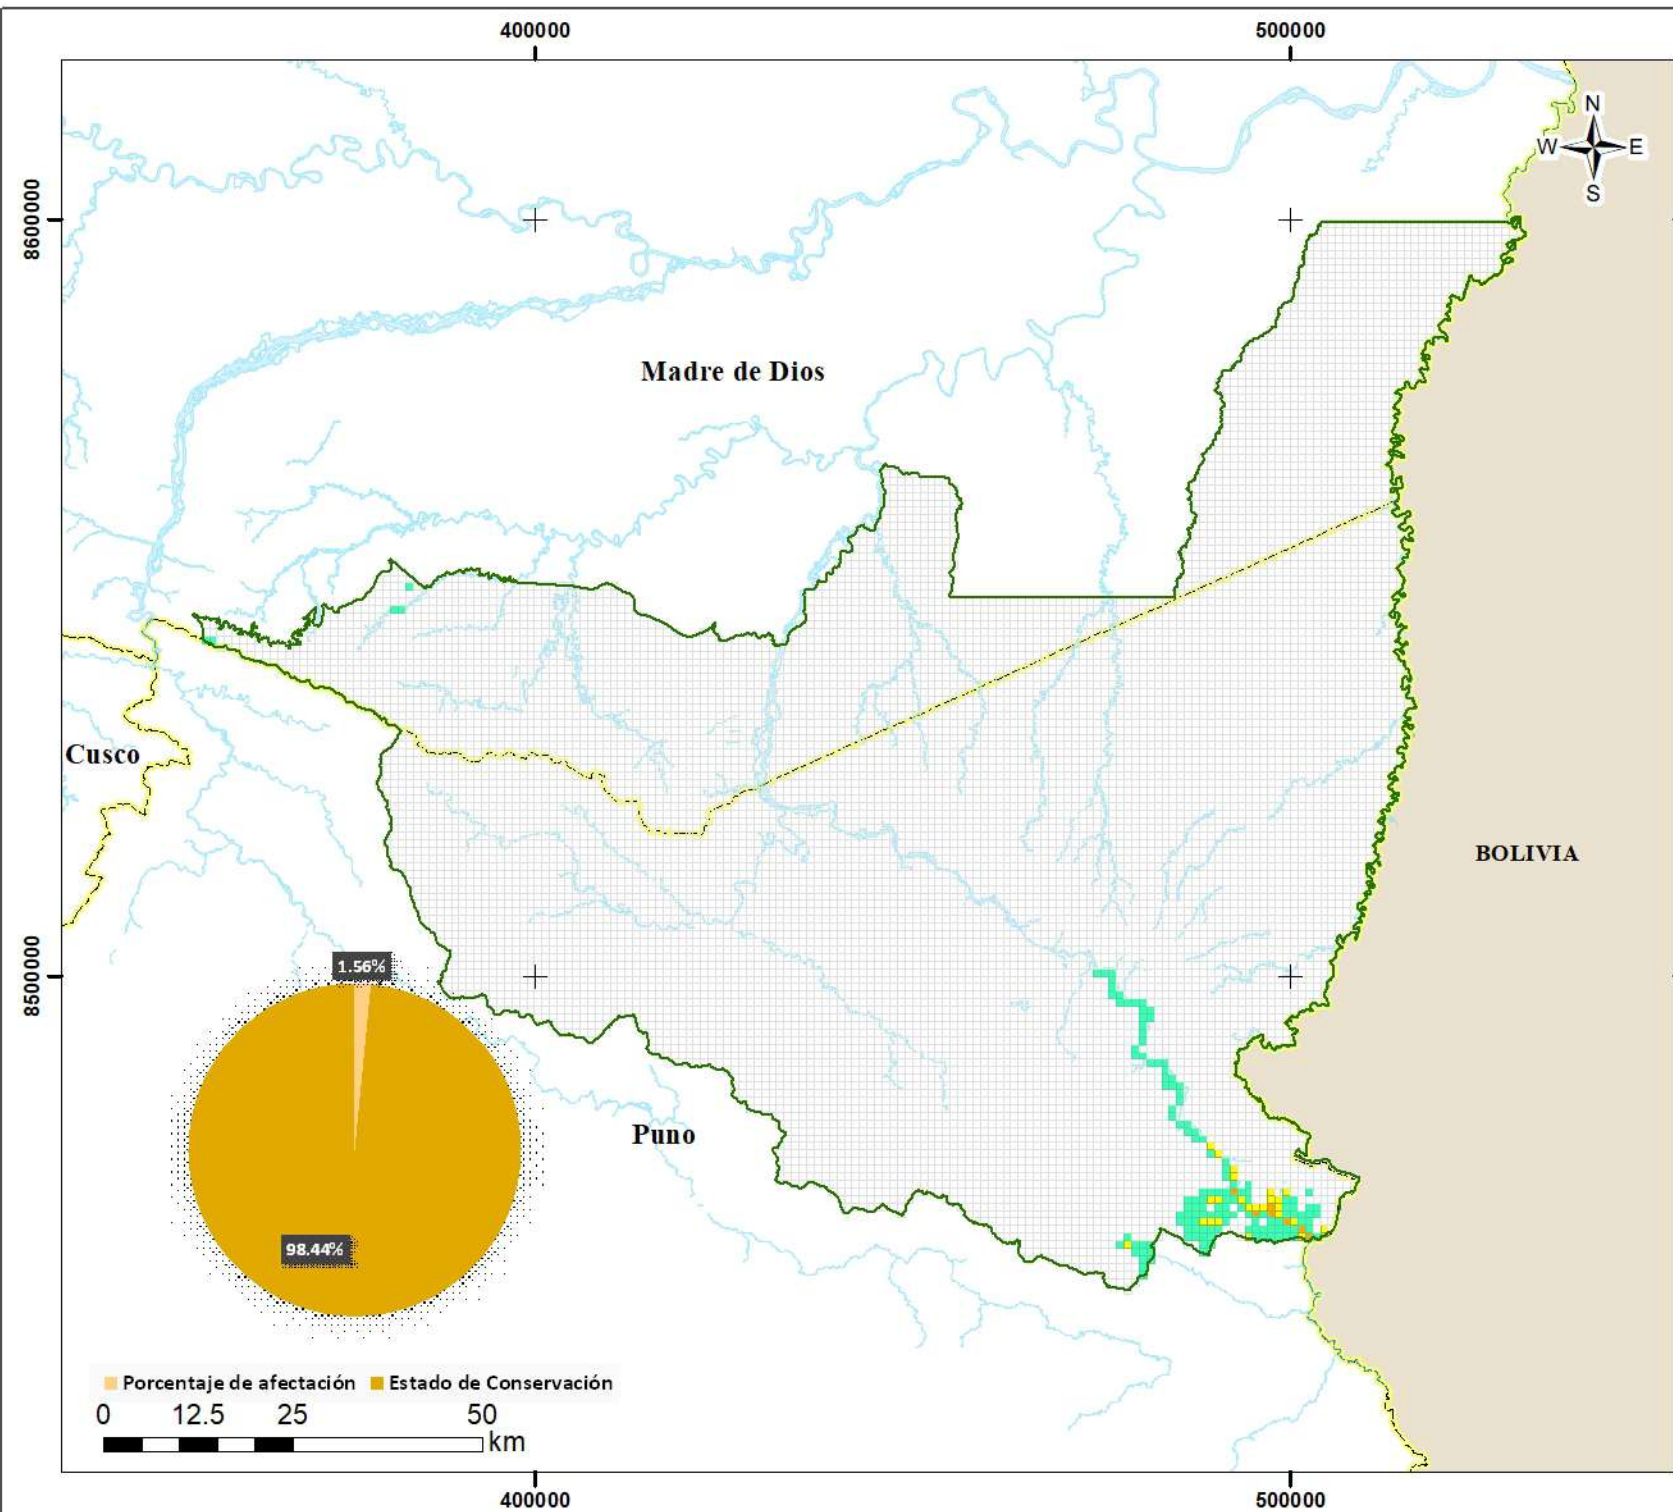 400000 500000
N
W E
S
8600000
Madre de Dios
Cusco
BOLIVIA
8500000
1.56%
Puno
98.44%
Porcentaje de afectación Estado de Conservación
0 12.5 25 50
km
400000 500000